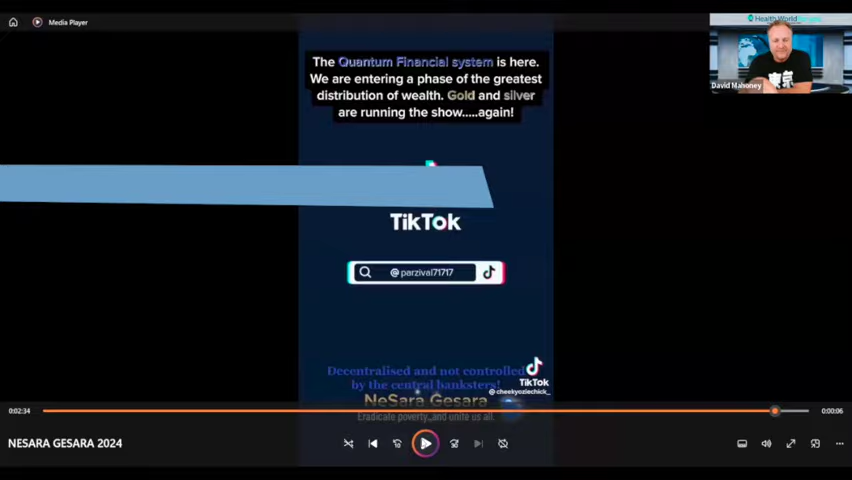 Media Player
Health World
David Mahoney
東京
The Quantum Financial system is here.
We are entering a phase of the greatest
distribution of wealth. Gold and silver
are running the show.....again!
TikTok
@parzival71717
Decentralised and not controlled
by the central banksters!
TikTok
@cheekyoziechick_
NeSara Gesara
Eradicate poverty,,and unite us all.
0:02:34
0:00:06
NESARA GESARA 2024